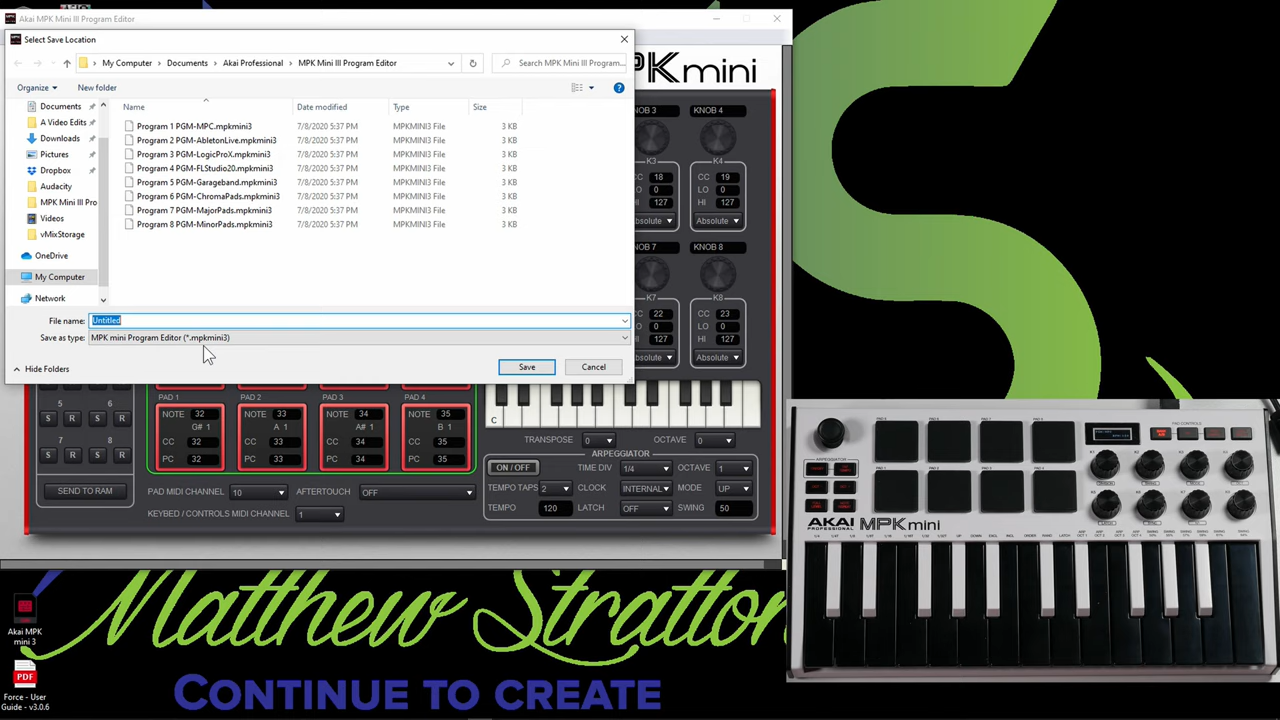 Akai MPK Mini III Program Editor
Select Save Location
My Computer > Documents > Akai Professional > MPK Mini III Program Editor
Search MPK Mini III Program...
Organize
New folder
Name
Date modified
Type
Size
Documents
A Video Edits
Downloads
Pictures
Dropbox
Audacity
MPK Mini III Pro
Videos
vMixStorage
OneDrive
My Computer
Network
Program 1 PGM-MPC.mpkmini3 7/8/2020 5:37 PM MPKMINI3 File 3 KB
Program 2 PGM-AbletonLive.mpkmini3 7/8/2020 5:37 PM MPKMINI3 File 3 KB
Program 3 PGM-LogicProX.mpkmini3 7/8/2020 5:37 PM MPKMINI3 File 3 KB
Program 4 PGM-FLStudio20.mpkmini3 7/8/2020 5:37 PM MPKMINI3 File 3 KB
Program 5 PGM-Garageband.mpkmini3 7/8/2020 5:37 PM MPKMINI3 File 3 KB
Program 6 PGM-ChromaPads.mpkmini3 7/8/2020 5:37 PM MPKMINI3 File 3 KB
Program 7 PGM-MajorPads.mpkmini3 7/8/2020 5:37 PM MPKMINI3 File 3 KB
Program 8 PGM-MinorPads.mpkmini3 7/8/2020 5:37 PM MPKMINI3 File 3 KB
File name: Untitled
Save as type: MPK mini Program Editor (*.mpkmini3)
Hide Folders
Save
Cancel
PK mini
KNOB 3 KNOB 4
K3 K4
CC 18 CC 19
LO 0 LO 0
HI 127 HI 127
Absolute Absolute
KNOB 7 KNOB 8
K7 K8
CC 22 CC 23
LO 0 LO 0
HI 127 HI 127
Absolute Absolute
5 6
S R S R
7 8
S R S R
SEND TO RAM
PAD 1 PAD 2 PAD 3 PAD 4
NOTE 32 NOTE 33 NOTE 34 NOTE 35
G# 1 A 1 A# 1 B 1
CC 32 CC 33 CC 34 CC 35
PC 32 PC 33 PC 34 PC 35
PAD MIDI CHANNEL 10 AFTERTOUCH OFF
KEYBED / CONTROLS MIDI CHANNEL 1
C
TRANSPOSE 0 OCTAVE 0
ARPEGGIATOR
ON / OFF TIME DIV 1/4 OCTAVE 1
TEMPO TAPS 2 CLOCK INTERNAL MODE UP
TEMPO 120 LATCH OFF SWING 50
Akai MPK mini 3
Force - User Guide - v3.0.6
Matthew Stratton
CONTINUE TO CREATE
ARPEGGIATOR
PAD CONTROLS
AKAI MPK mini
PROFESSIONAL